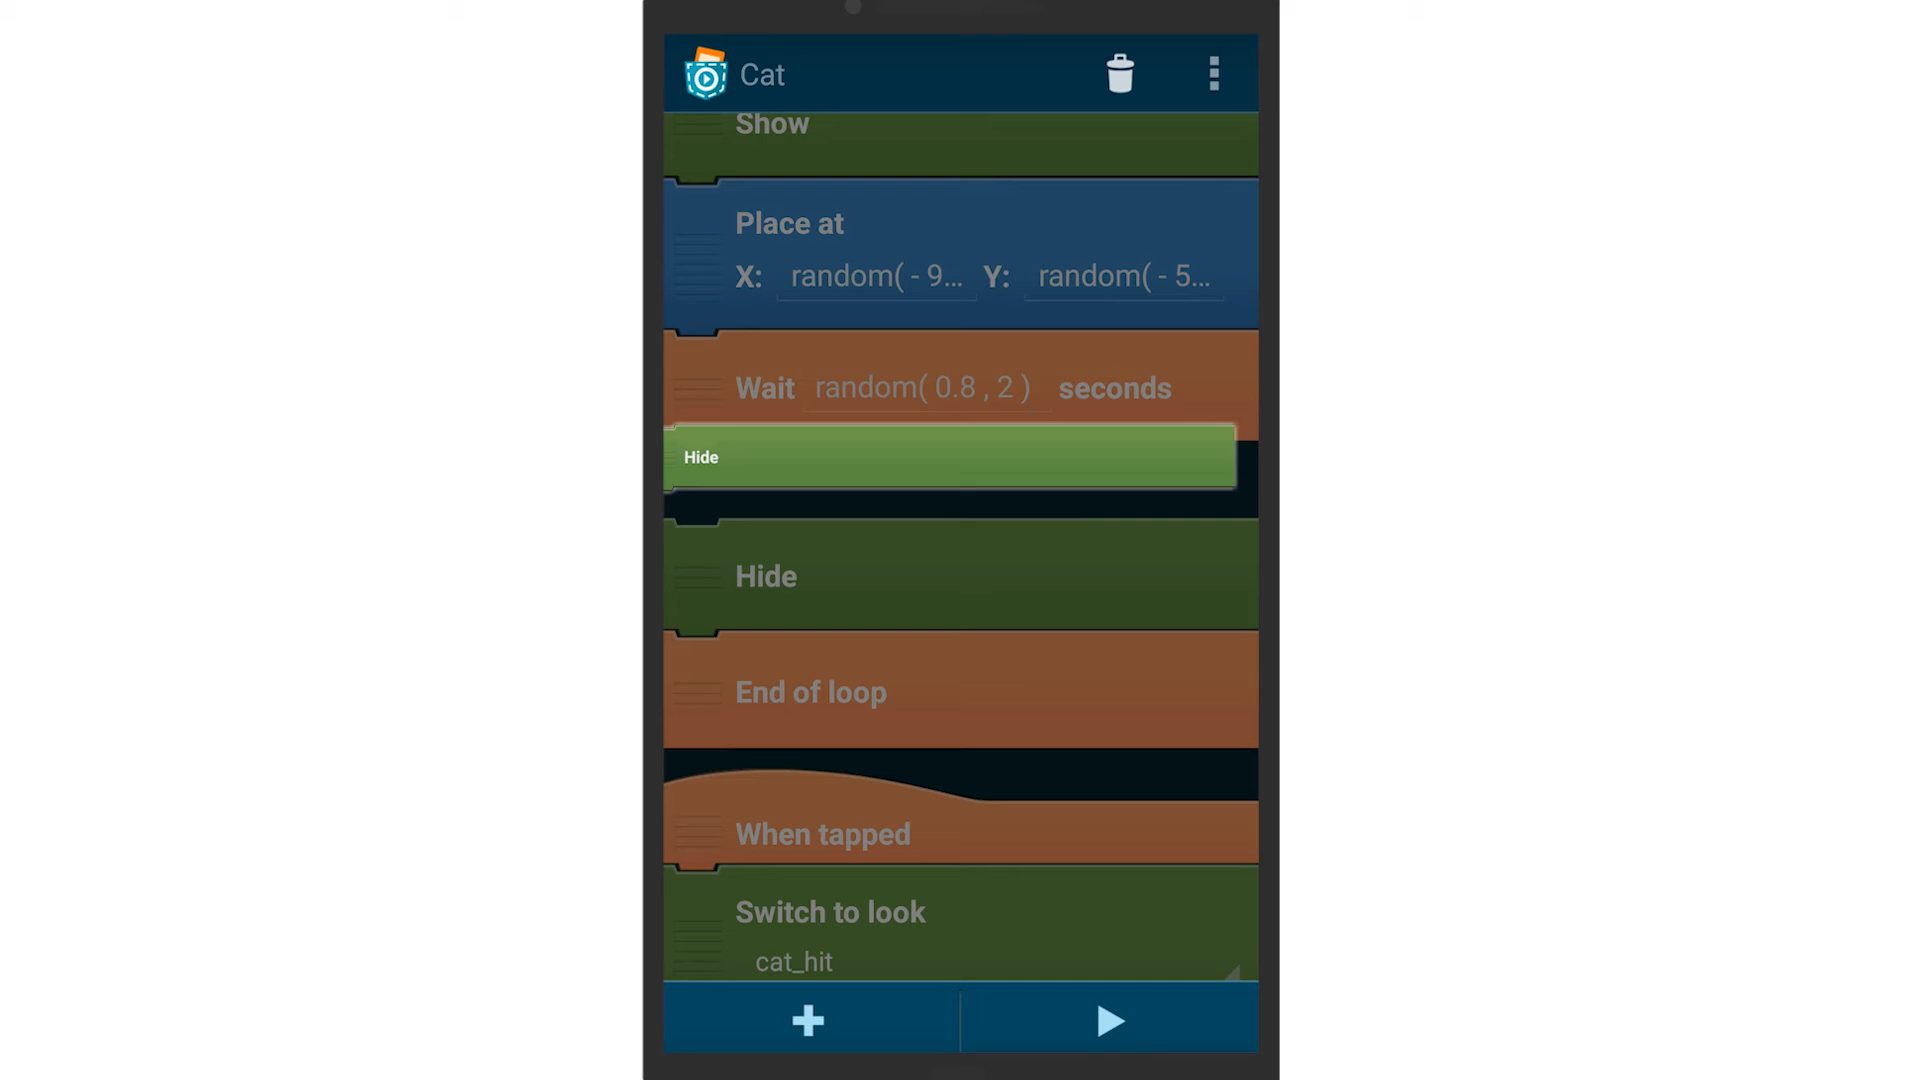 Cat
Show
Place at
X: random( - 9... Y: random( - 5...
Wait random( 0.8 , 2 ) seconds
Hide
Hide
End of loop
When tapped
Switch to look
cat_hit